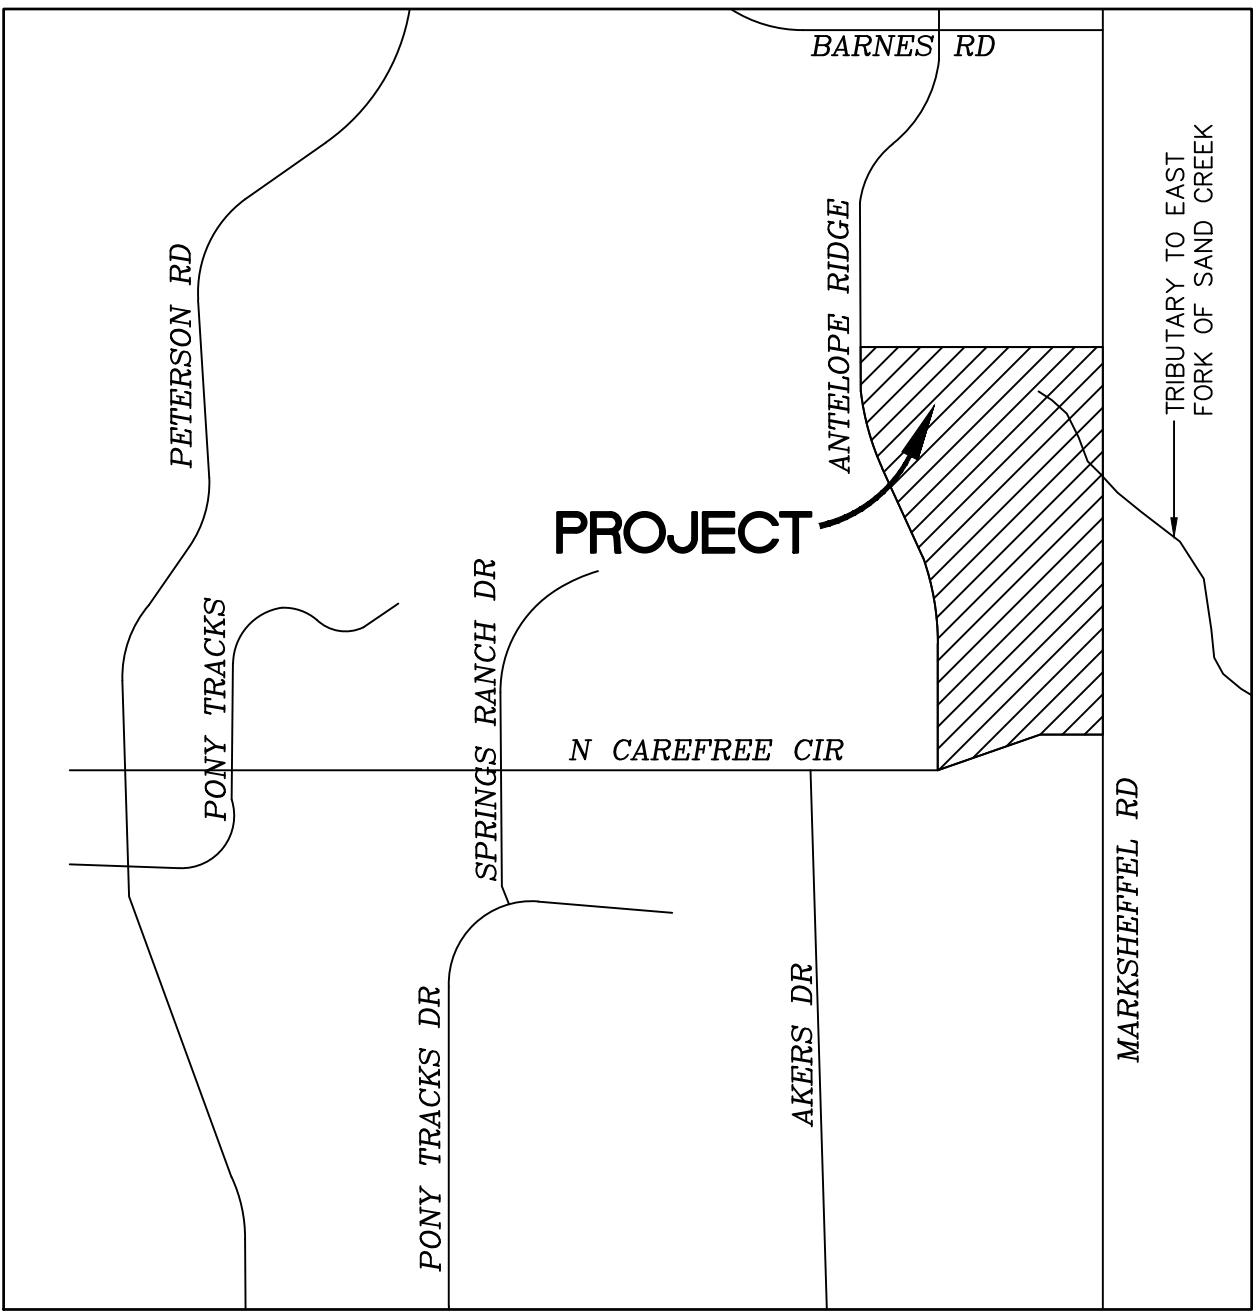 BARNES RD
TRIBUTARY TO EAST
FORK OF SAND CREEK
ANTELOPE RIDGE
PETERSON RD
PROJECT
SPRINGS RANCH DR
PONY TRACKS
N CAREFREE CIR
MARKSHEFFEL RD
AKERS DR
PONY TRACKS DR